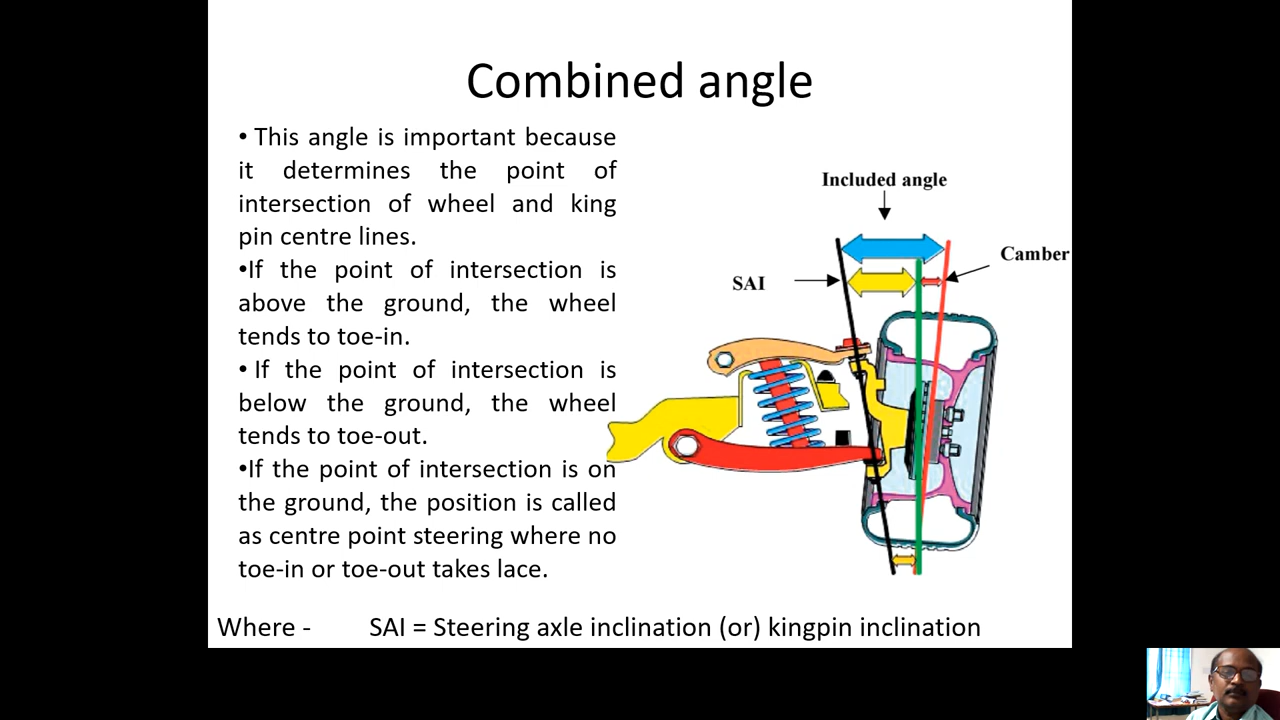 Combined angle
• This angle is important because
it determines the point of
intersection of wheel and king
pin centre lines.
•If the point of intersection is
above the ground, the wheel
tends to toe-in.
• If the point of intersection is
below the ground, the wheel
tends to toe-out.
•If the point of intersection is on
the ground, the position is called
as centre point steering where no
toe-in or toe-out takes lace.
Included angle
Camber
SAI
Where - SAI = Steering axle inclination (or) kingpin inclination